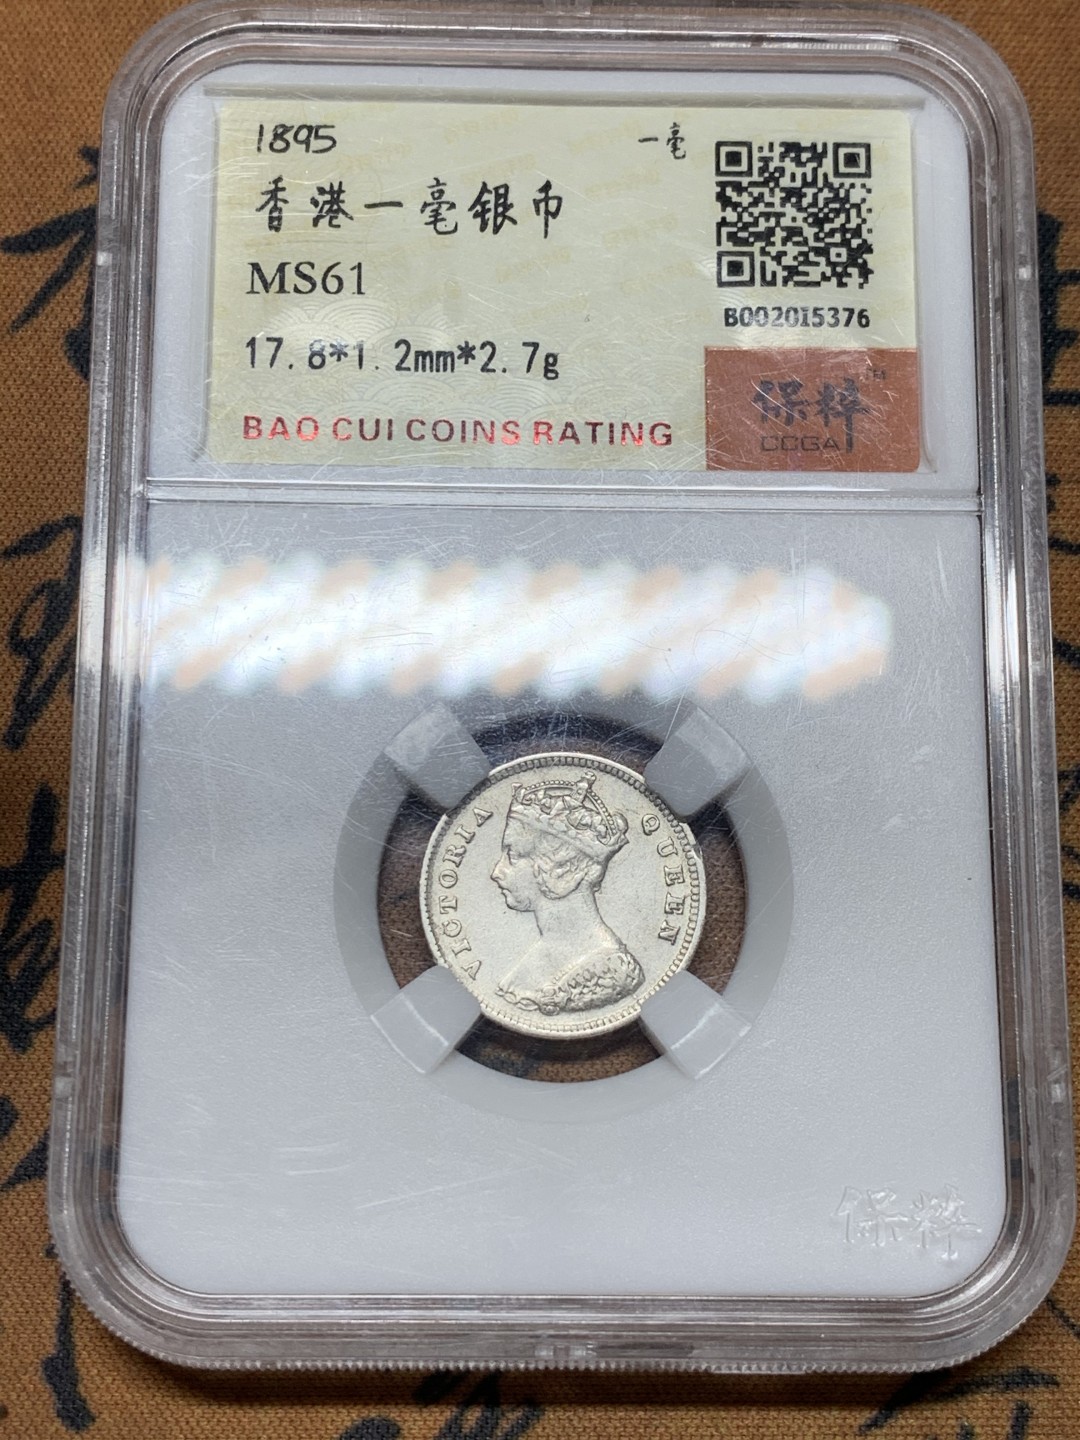 1895
一毫
香港一毫银币
MS61
B002015376
17.8*1.2mm*2.7g
BAO CUI COINS RATING
保粹
CCGA
VICTORIA
QUEEN
保粹